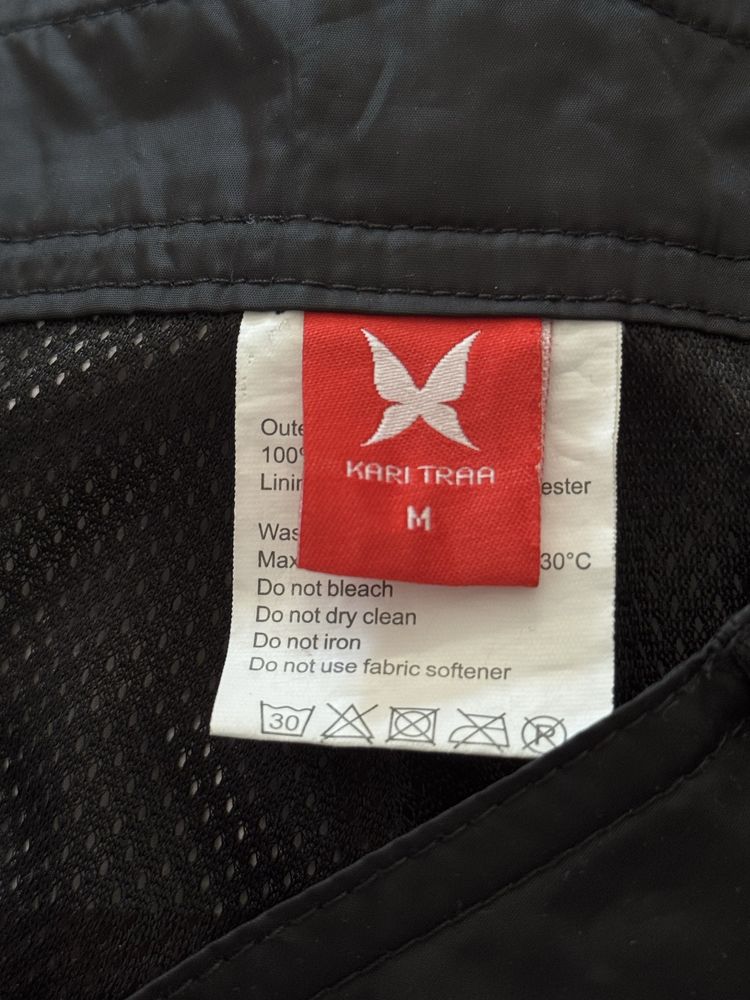 KARI TRAA
M
Oute
100%
Linin ester
Was
Max 30°C
Do not bleach
Do not dry clean
Do not iron
Do not use fabric softener
30
P